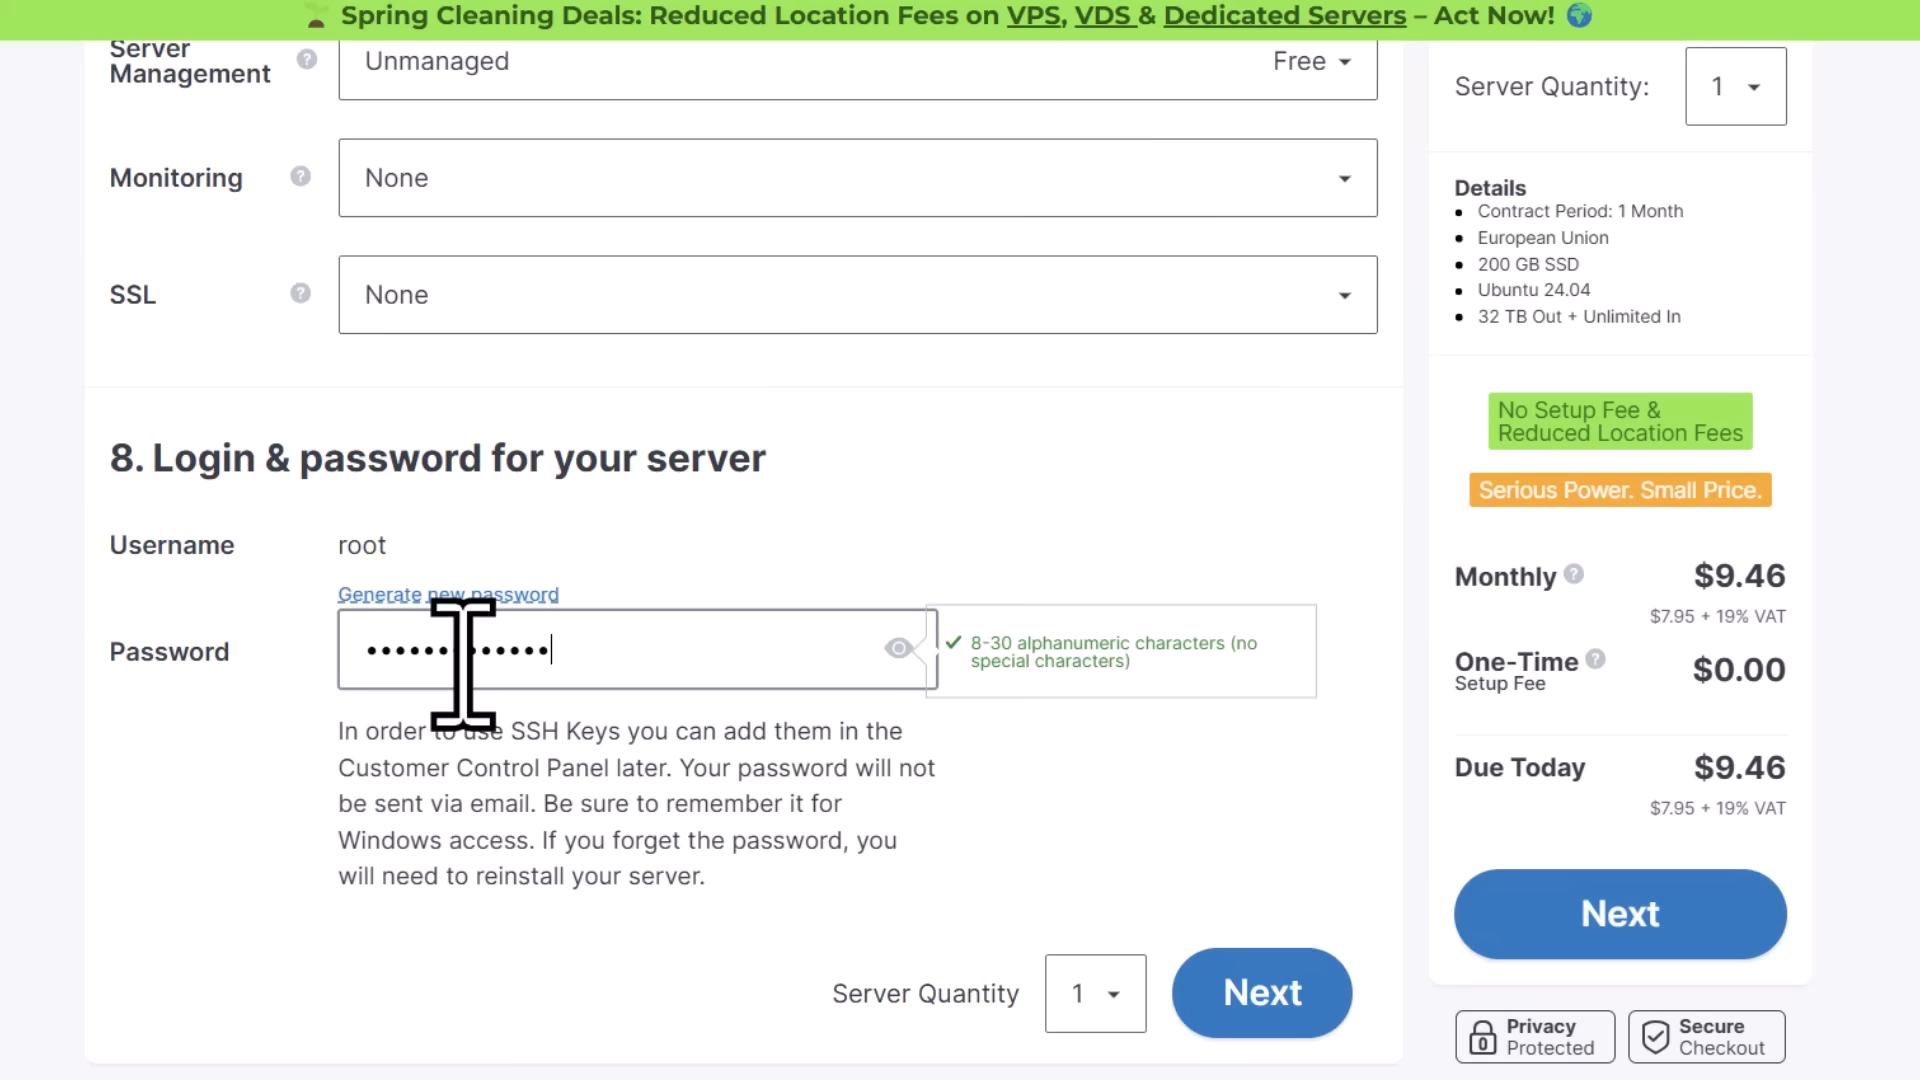 Spring Cleaning Deals: Reduced Location Fees on VPS, VDS & Dedicated Servers – Act Now!
Server
Management
Unmanaged
Free
Monitoring
None
SSL
None
8. Login & password for your server
Username
root
Generate new password
Password
•••••••••••••
8-30 alphanumeric characters (no
special characters)
In order to use SSH Keys you can add them in the
Customer Control Panel later. Your password will not
be sent via email. Be sure to remember it for
Windows access. If you forget the password, you
will need to reinstall your server.
Server Quantity
1
Next
Server Quantity:
1
Details
• Contract Period: 1 Month
• European Union
• 200 GB SSD
• Ubuntu 24.04
• 32 TB Out + Unlimited In
No Setup Fee &
Reduced Location Fees
Serious Power. Small Price.
Monthly
$9.46
$7.95 + 19% VAT
One-Time
Setup Fee
$0.00
Due Today
$9.46
$7.95 + 19% VAT
Next
Privacy
Protected
Secure
Checkout